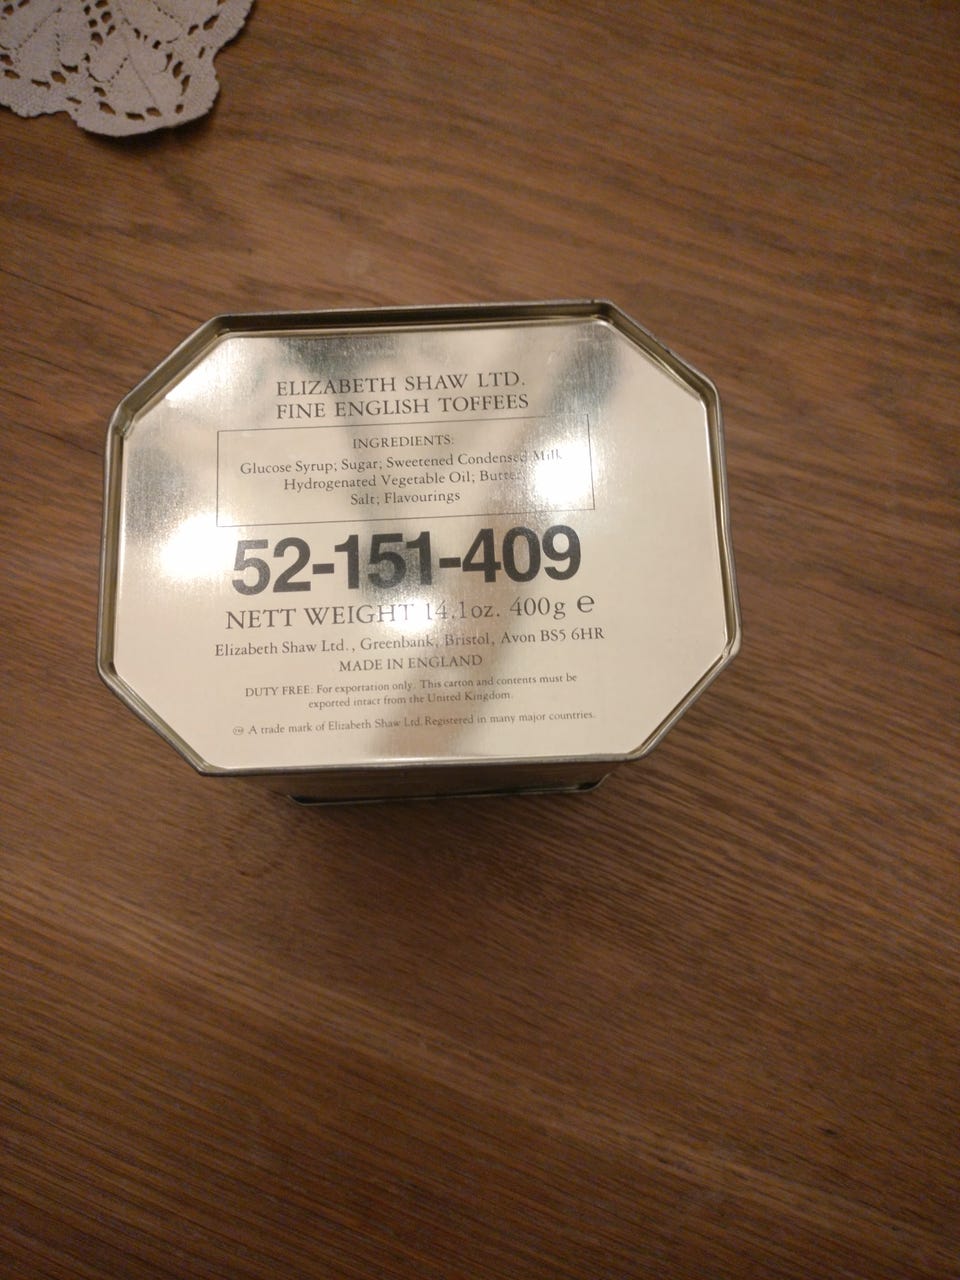 ELIZABETH SHAW LTD.
FINE ENGLISH TOFFEES
INGREDIENTS:
Glucose Syrup; Sugar; Sweetened Condensed Milk
Hydrogenated Vegetable Oil; Butter
Salt; Flavourings
52-151-409
NETT WEIGHT 14.1oz. 400g e
Elizabeth Shaw Ltd., Greenbank, Bristol, Avon BS5 6HR
MADE IN ENGLAND
DUTY FREE: For exportation only. This carton and contents must be
exported intact from the United Kingdom.
A trade mark of Elizabeth Shaw Ltd. Registered in many major countries.